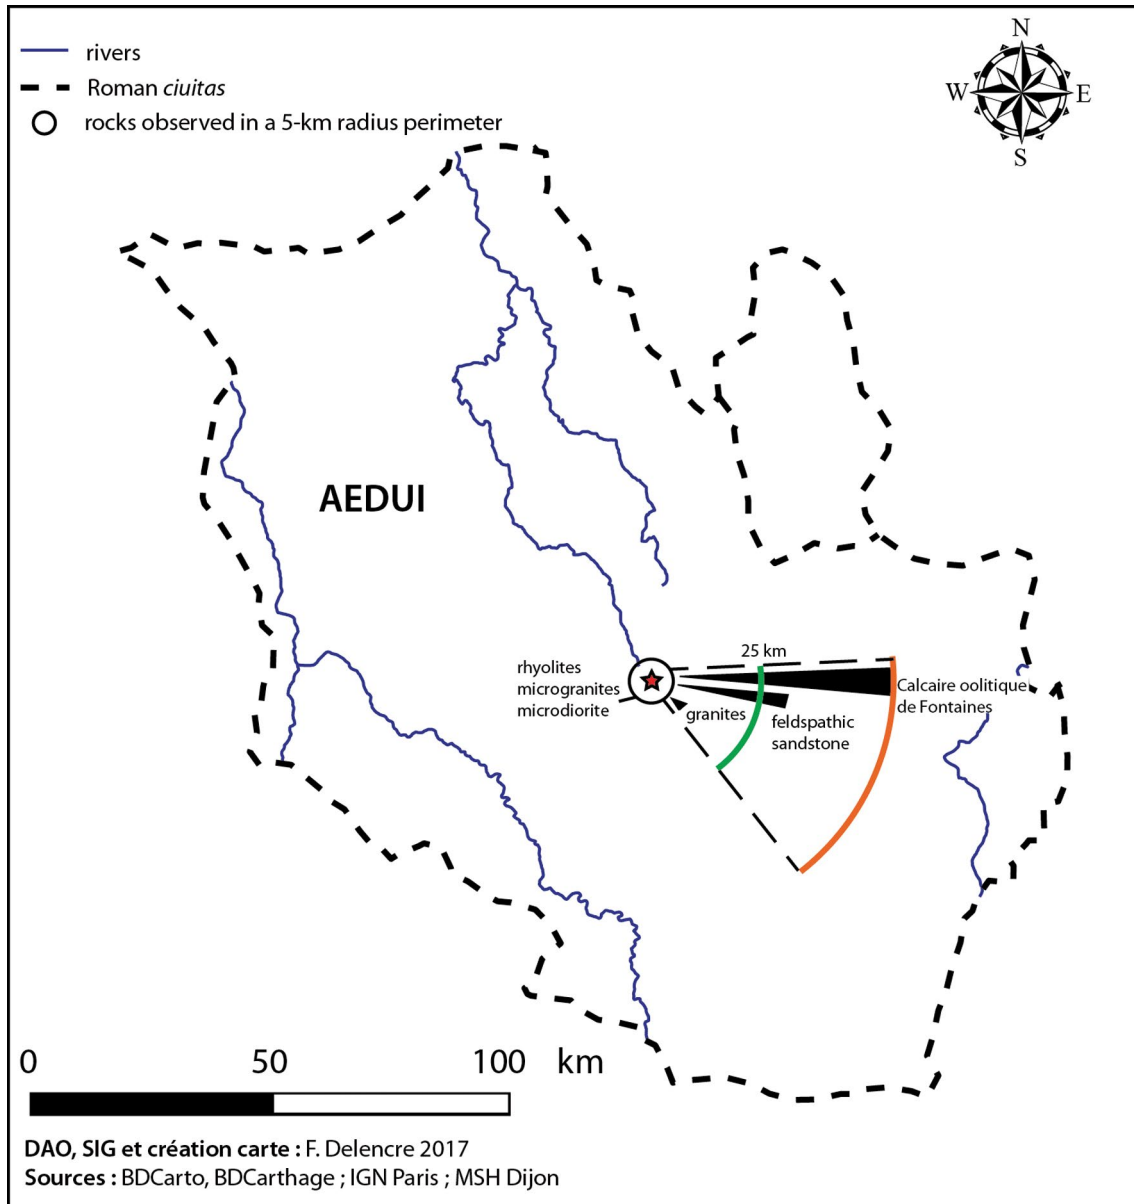 rivers
Roman ciuitas
rocks observed in a 5-km radius perimeter
N
W
E
S
AEDUI
25 km
rhyolites
microgranites
microdiorite
granites
feldspathic
sandstone
Calcaire oolitique
de Fontaines
0 50 100 km
DAO, SIG et création carte : F. Delencre 2017
Sources : BDCarto, BDCarthage ; IGN Paris ; MSH Dijon